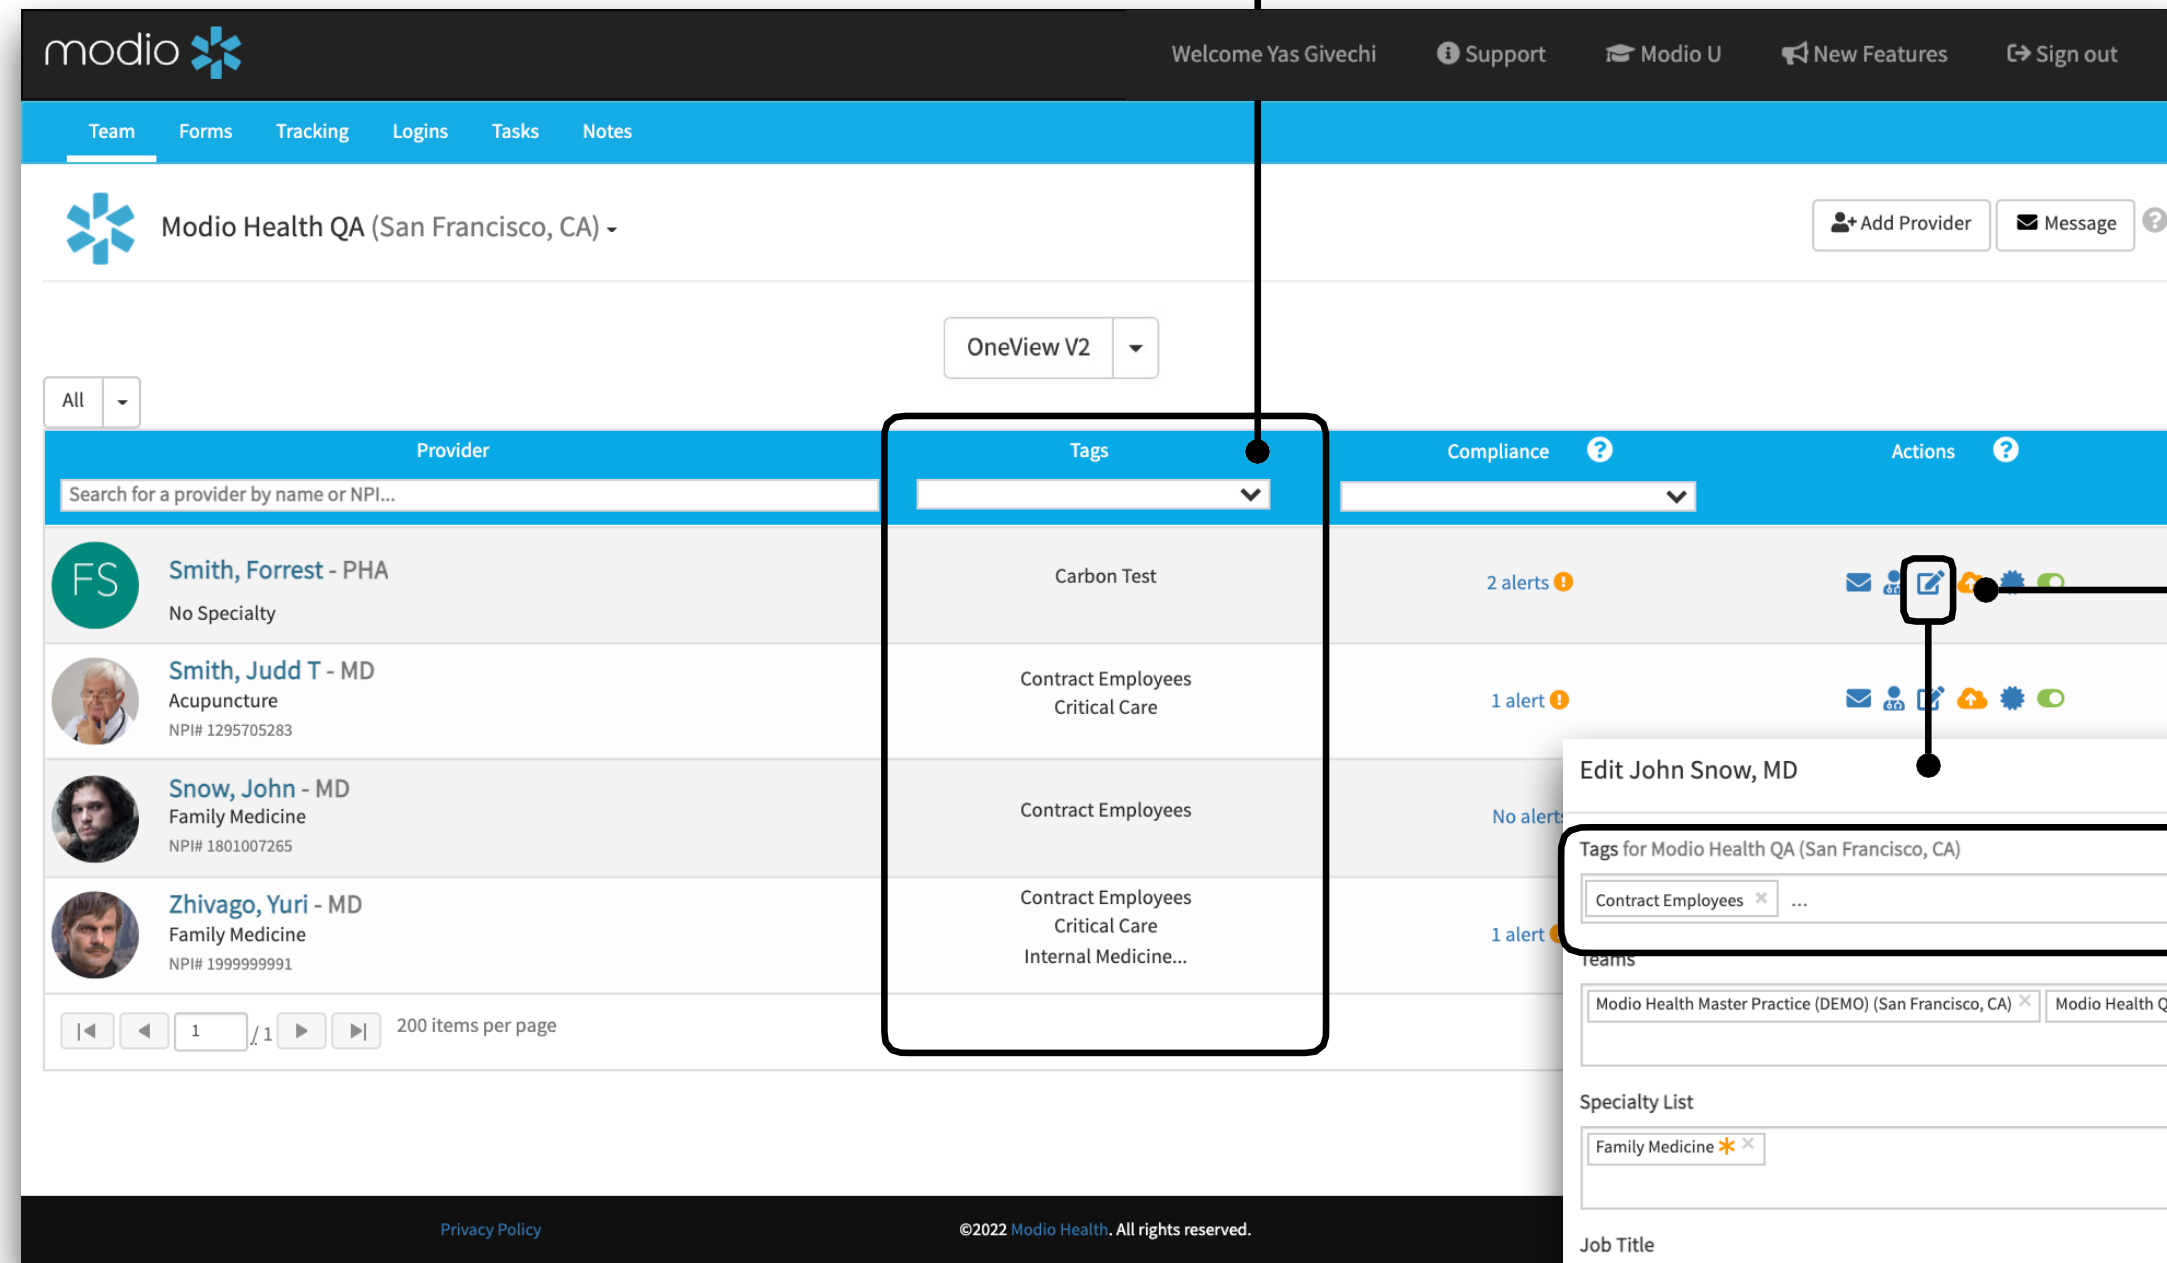 modio
Welcome Yas Givechi Support Modio U New Features Sign out
Team Forms Tracking Logins Tasks Notes
Modio Health QA (San Francisco, CA)
Add Provider Message
OneView V2
All
Provider Tags Compliance Actions
Search for a provider by name or NPI...
FS
Smith, Forrest - PHA
No Specialty
Carbon Test
2 alerts
Smith, Judd T - MD
Acupuncture
NPI# 1295705283
Contract Employees
Critical Care
1 alert
Snow, John - MD
Family Medicine
NPI# 1801007265
Contract Employees
No alerts
Zhivago, Yuri - MD
Family Medicine
NPI# 1999999991
Contract Employees
Critical Care
Internal Medicine...
1 alert
1 / 1 200 items per page
Edit John Snow, MD
Tags for Modio Health QA (San Francisco, CA)
Contract Employees ...
Teams
Modio Health Master Practice (DEMO) (San Francisco, CA) Modio Health Q
Specialty List
Family Medicine
Job Title
Privacy Policy
©2022 Modio Health. All rights reserved.